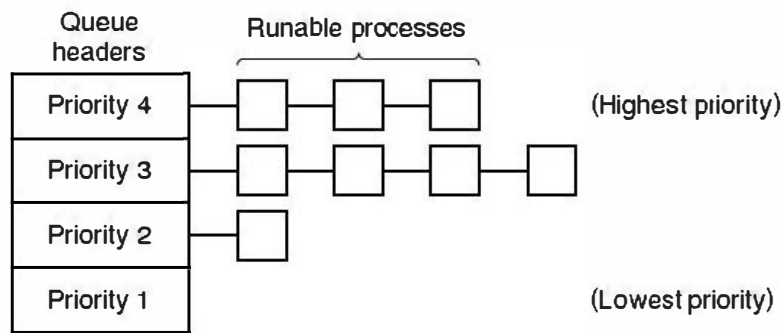 Queue
headers
Runable processes
Priority 4
(Highest priority)
Priority 3
Priority 2
Priority 1
(Lowest priority)